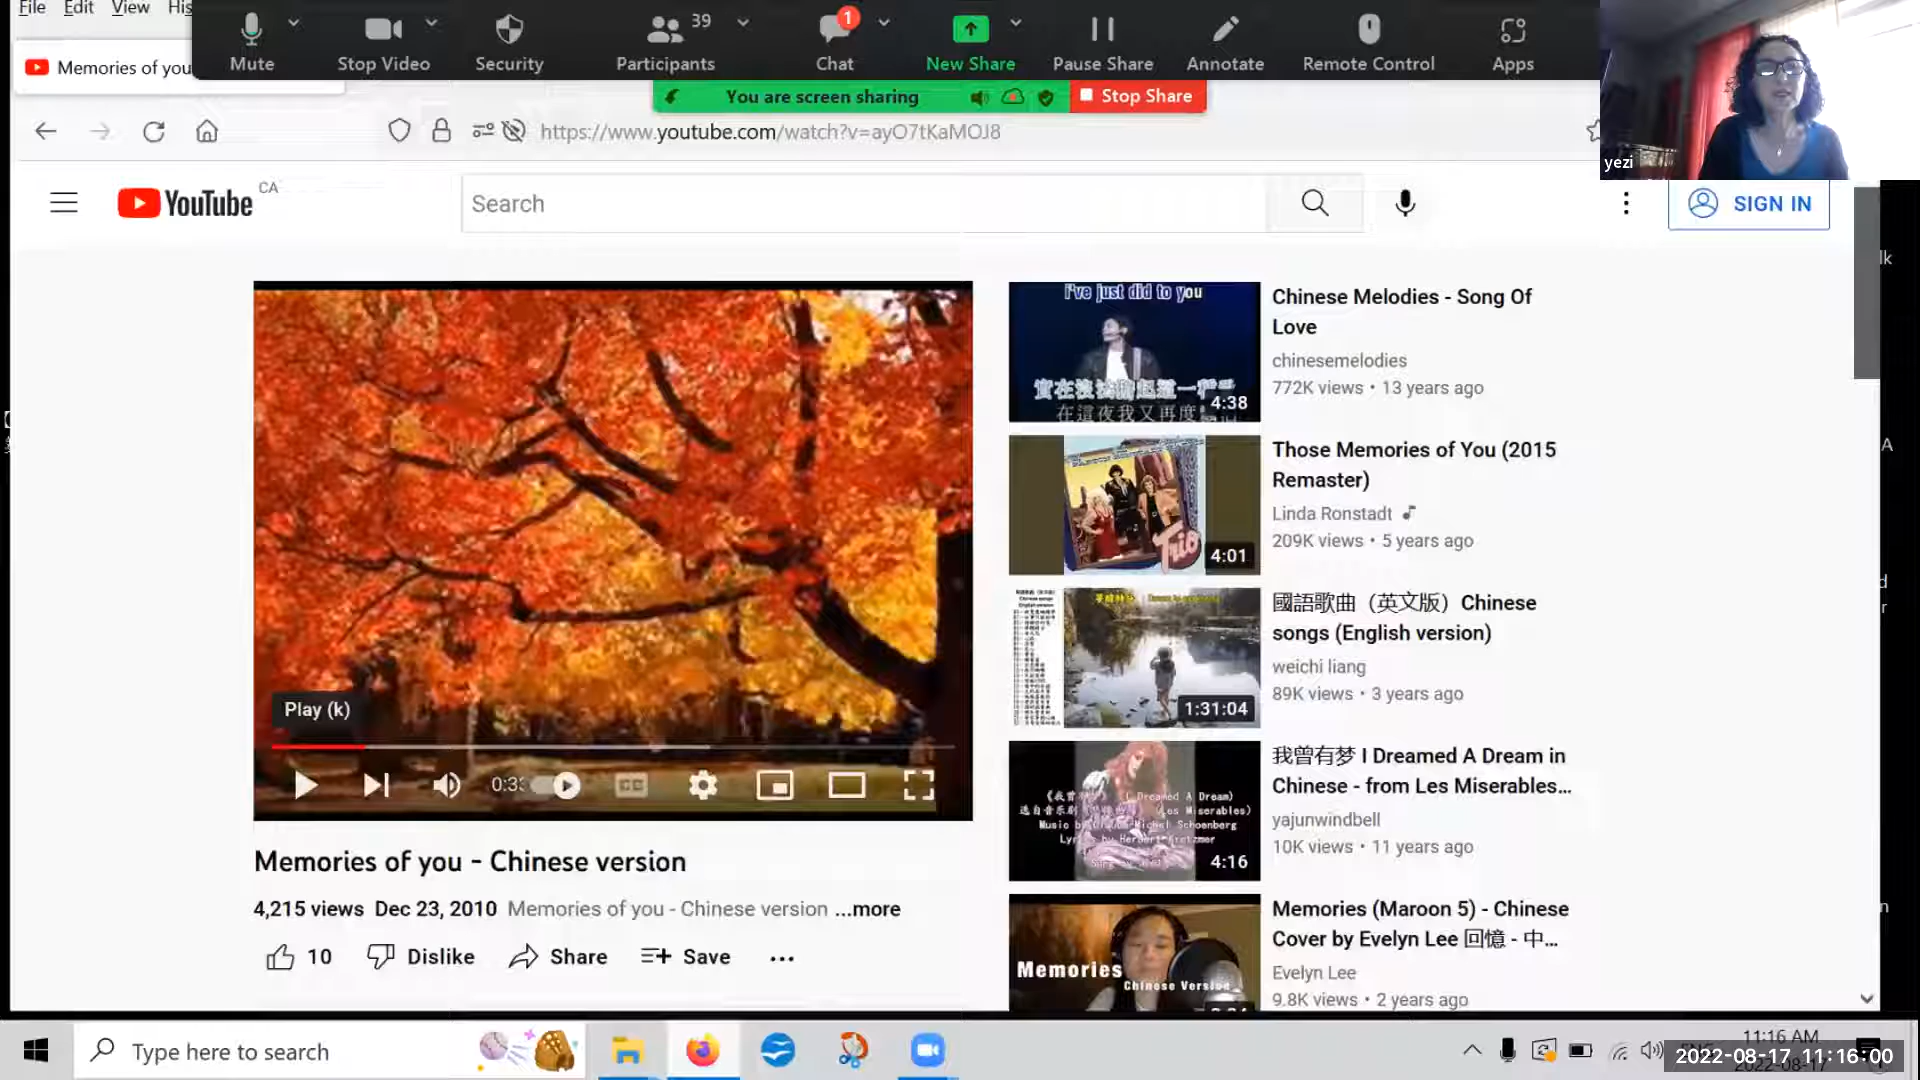 File Edit View His
Mute
Stop Video
Security
39
Participants
1
Chat
New Share
Pause Share
Annotate
Remote Control
Apps
Memories of you
You are screen sharing
Stop Share
https://www.youtube.com/watch?v=ayO7tKaMOJ8
yezi
YouTube CA
Search
SIGN IN
I've just did to you
4:38
Chinese Melodies - Song Of
Love
chinesemelodies
772K views • 13 years ago
Trio
4:01
Those Memories of You (2015
Remaster)
Linda Ronstadt
209K views • 5 years ago
1:31:04
國語歌曲（英文版）Chinese
songs (English version)
weichi liang
89K views • 3 years ago
Play (k)
(I Dreamed A Dream)
4:16
我曾有梦 I Dreamed A Dream in
Chinese - from Les Miserables...
yajunwindbell
10K views • 11 years ago
Memories of you - Chinese version
4,215 views Dec 23, 2010 Memories of you - Chinese version ...more
10 Dislike Share Save
Memories
Chinese Version
Memories (Maroon 5) - Chinese
Cover by Evelyn Lee 回憶 - 中...
Evelyn Lee
9.8K views • 2 years ago
Type here to search
11:16 AM
2022-08-17 11:16:00